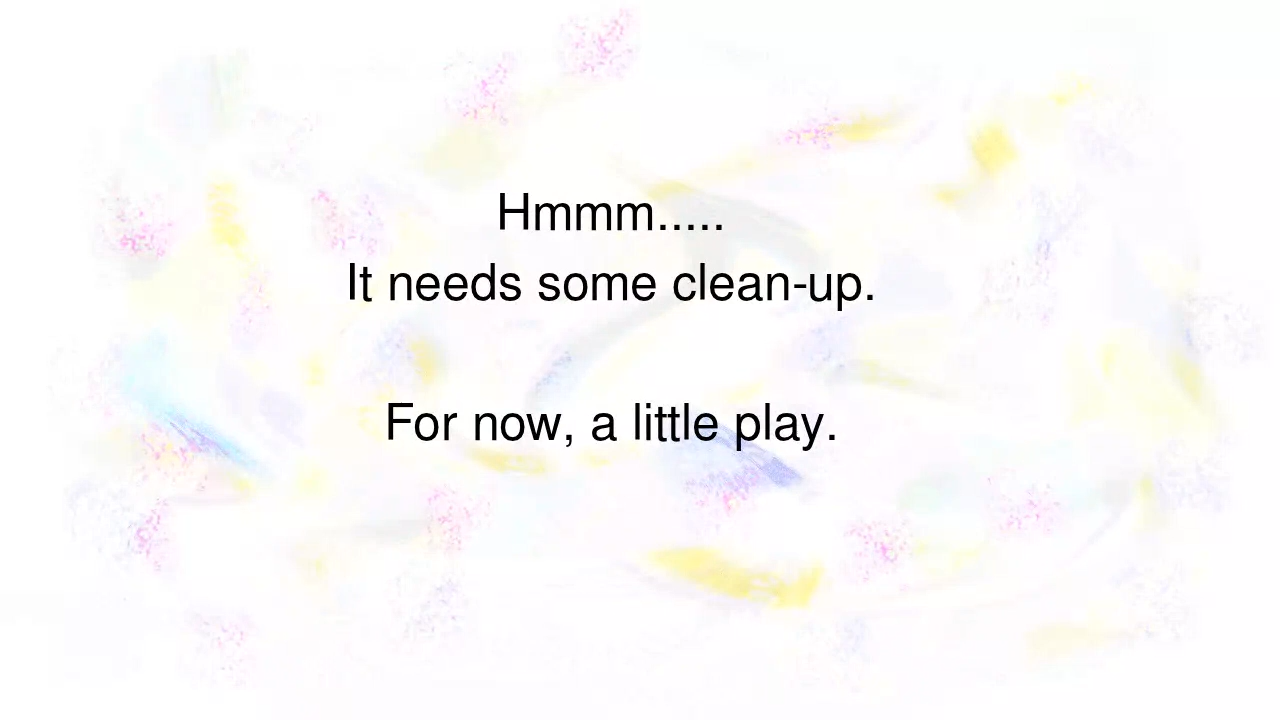 Hmmm.....
It needs some clean-up.
For now, a little play.